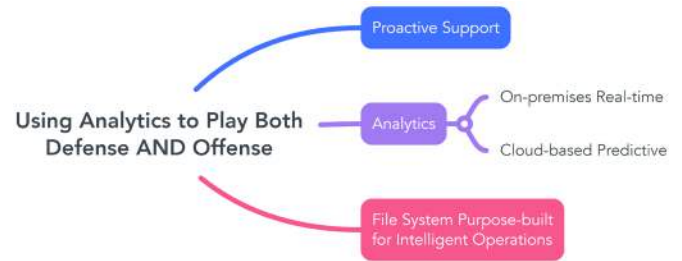 Proactive Support
Using Analytics to Play Both
Defense AND Offense
Analytics
On-premises Real-time
Cloud-based Predictive
File System Purpose-built
for Intelligent Operations